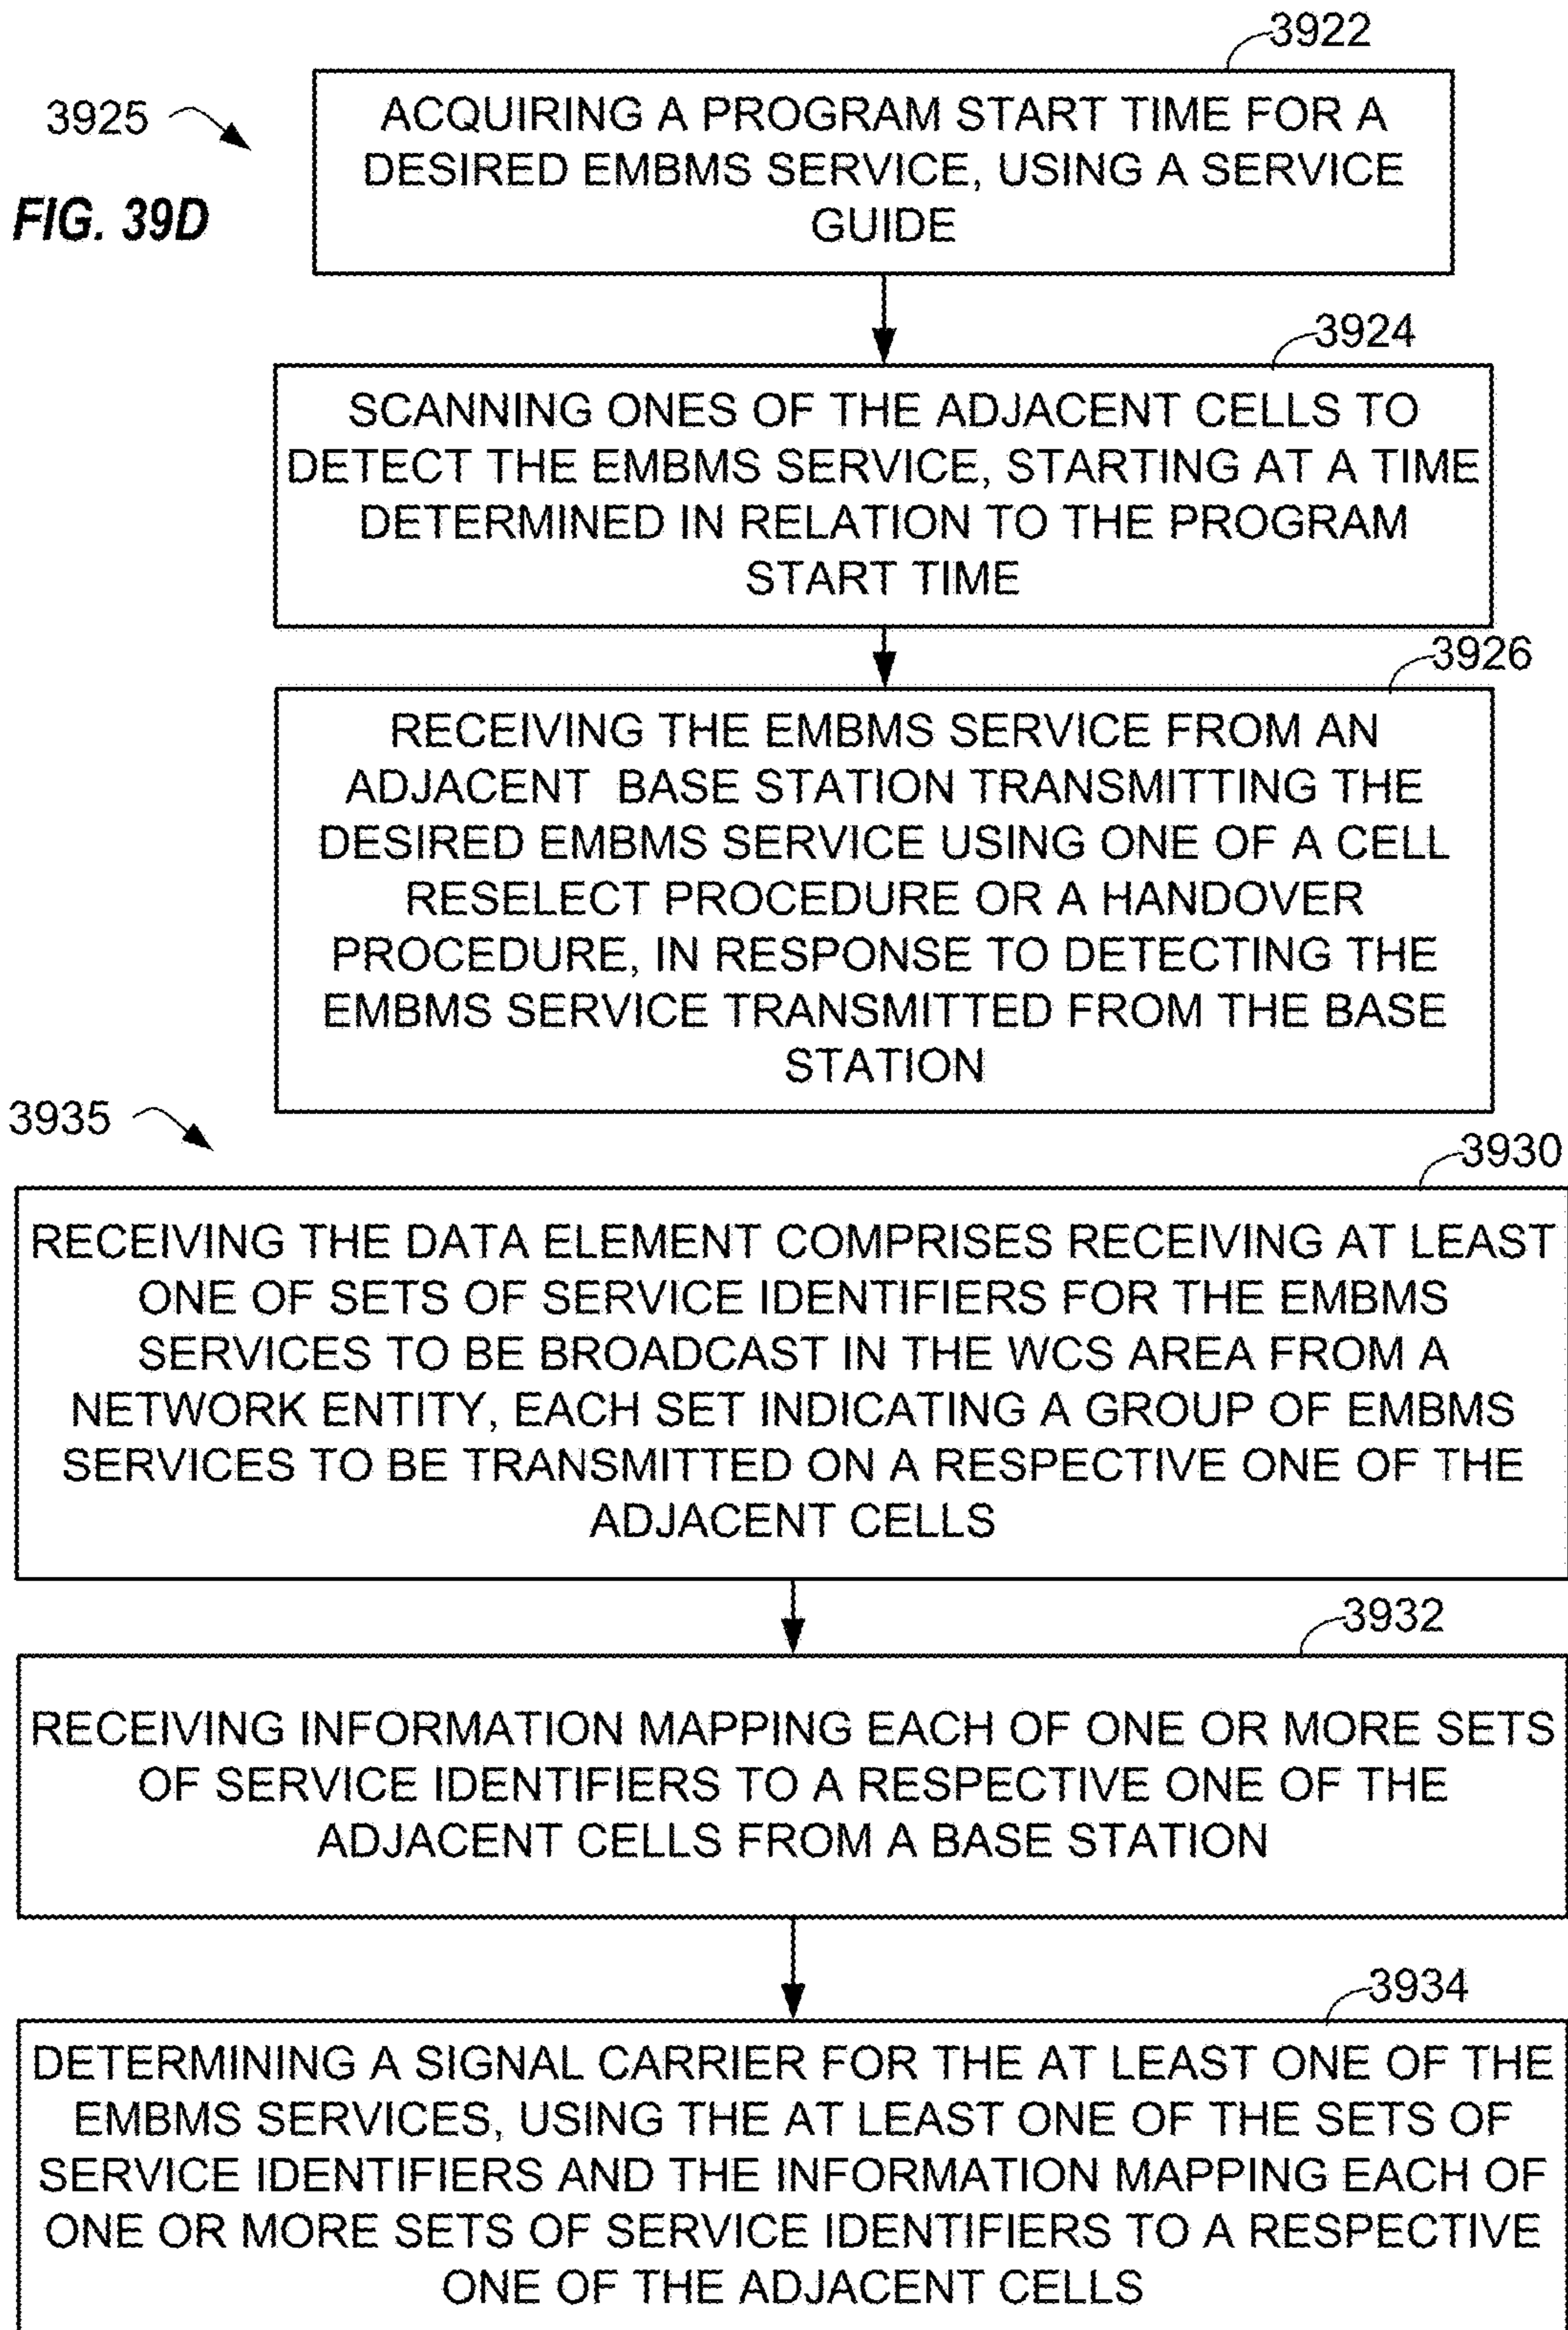 3922
3925
FIG. 39D
ACQUIRING A PROGRAM START TIME FOR A
DESIRED EMBMS SERVICE, USING A SERVICE
GUIDE
3924
SCANNING ONES OF THE ADJACENT CELLS TO
DETECT THE EMBMS SERVICE, STARTING AT A TIME
DETERMINED IN RELATION TO THE PROGRAM
START TIME
3926
RECEIVING THE EMBMS SERVICE FROM AN
ADJACENT BASE STATION TRANSMITTING THE
DESIRED EMBMS SERVICE USING ONE OF A CELL
RESELECT PROCEDURE OR A HANDOVER
PROCEDURE, IN RESPONSE TO DETECTING THE
EMBMS SERVICE TRANSMITTED FROM THE BASE
STATION
3935
3930
RECEIVING THE DATA ELEMENT COMPRISES RECEIVING AT LEAST
ONE OF SETS OF SERVICE IDENTIFIERS FOR THE EMBMS
SERVICES TO BE BROADCAST IN THE WCS AREA FROM A
NETWORK ENTITY, EACH SET INDICATING A GROUP OF EMBMS
SERVICES TO BE TRANSMITTED ON A RESPECTIVE ONE OF THE
ADJACENT CELLS
3932
RECEIVING INFORMATION MAPPING EACH OF ONE OR MORE SETS
OF SERVICE IDENTIFIERS TO A RESPECTIVE ONE OF THE
ADJACENT CELLS FROM A BASE STATION
3934
DETERMINING A SIGNAL CARRIER FOR THE AT LEAST ONE OF THE
EMBMS SERVICES, USING THE AT LEAST ONE OF THE SETS OF
SERVICE IDENTIFIERS AND THE INFORMATION MAPPING EACH OF
ONE OR MORE SETS OF SERVICE IDENTIFIERS TO A RESPECTIVE
ONE OF THE ADJACENT CELLS